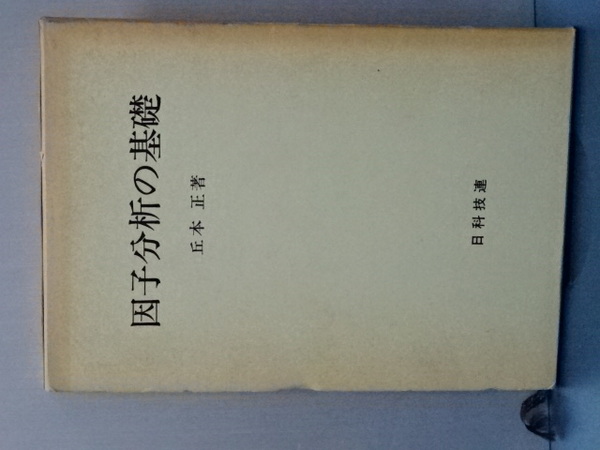 因子分析の基礎
丘本 正 著
日科技連